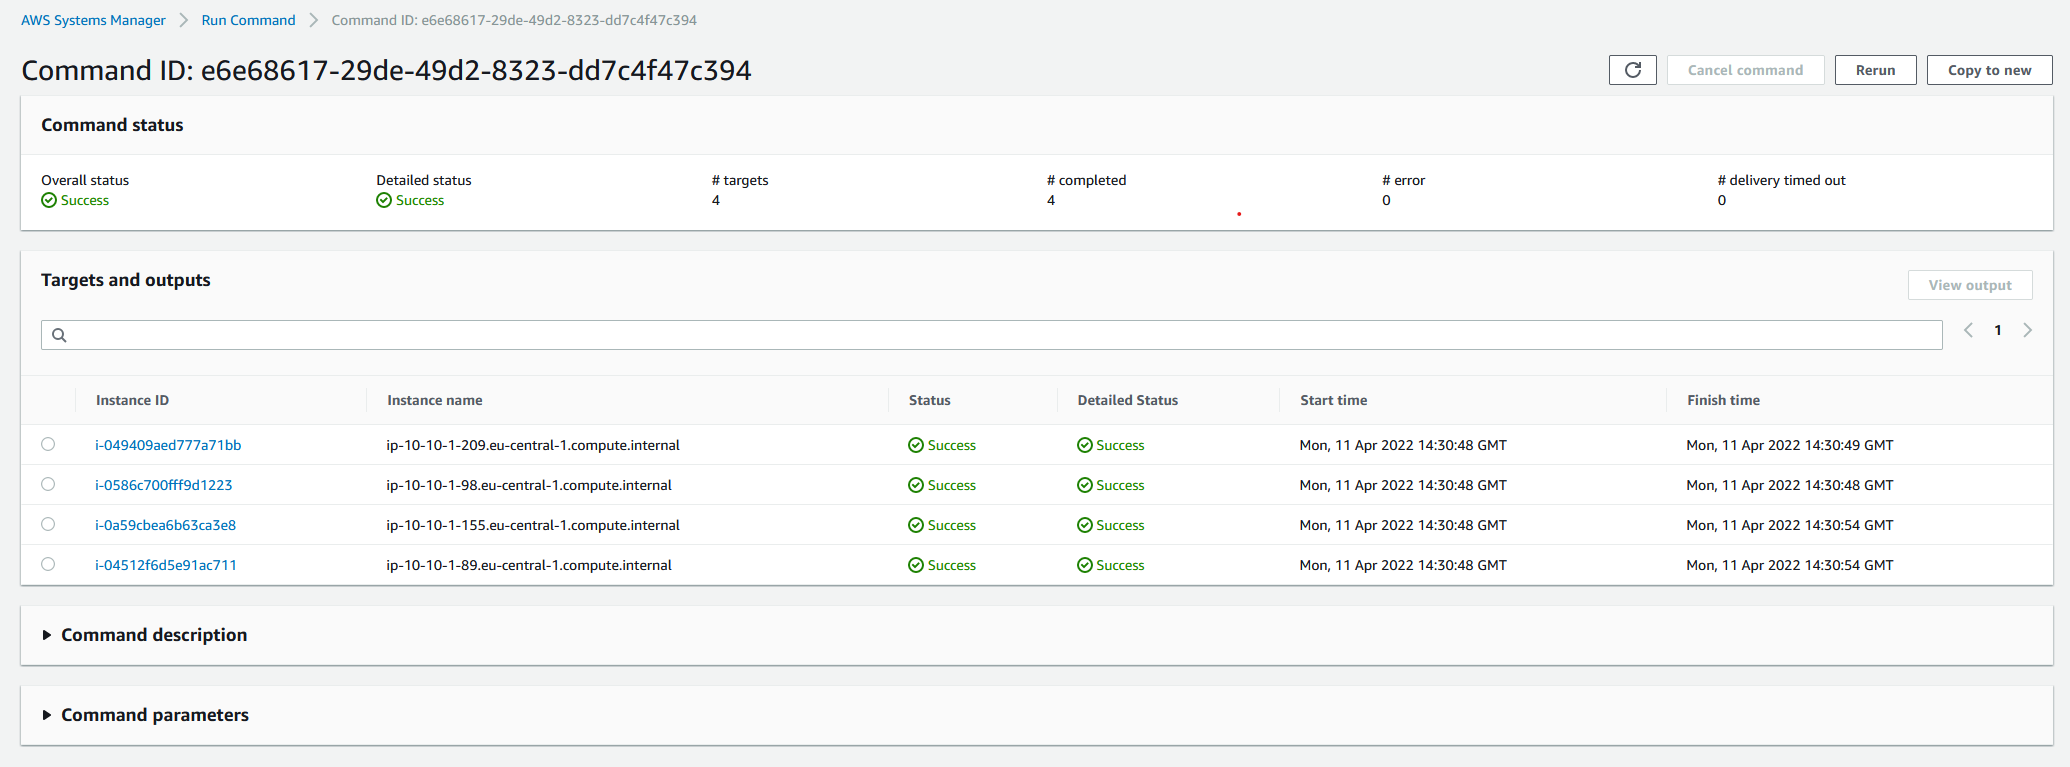 AWS Systems Manager > Run Command > Command ID: e6e68617-29de-49d2-8323-dd7c4f47c394
Command ID: e6e68617-29de-49d2-8323-dd7c4f47c394 Cancel command Rerun Copy to new
Command status
Overall status Detailed status # targets # completed # error # delivery timed out
Success Success 4 4 0 0
Targets and outputs View output
1
Instance ID Instance name Status Detailed Status Start time Finish time
i-049409aed777a71bb ip-10-10-1-209.eu-central-1.compute.internal Success Success Mon, 11 Apr 2022 14:30:48 GMT Mon, 11 Apr 2022 14:30:49 GMT
i-0586c700fff9d1223 ip-10-10-1-98.eu-central-1.compute.internal Success Success Mon, 11 Apr 2022 14:30:48 GMT Mon, 11 Apr 2022 14:30:48 GMT
i-0a59cbea6b63ca3e8 ip-10-10-1-155.eu-central-1.compute.internal Success Success Mon, 11 Apr 2022 14:30:48 GMT Mon, 11 Apr 2022 14:30:54 GMT
i-04512f6d5e91ac711 ip-10-10-1-89.eu-central-1.compute.internal Success Success Mon, 11 Apr 2022 14:30:48 GMT Mon, 11 Apr 2022 14:30:54 GMT
Command description
Command parameters